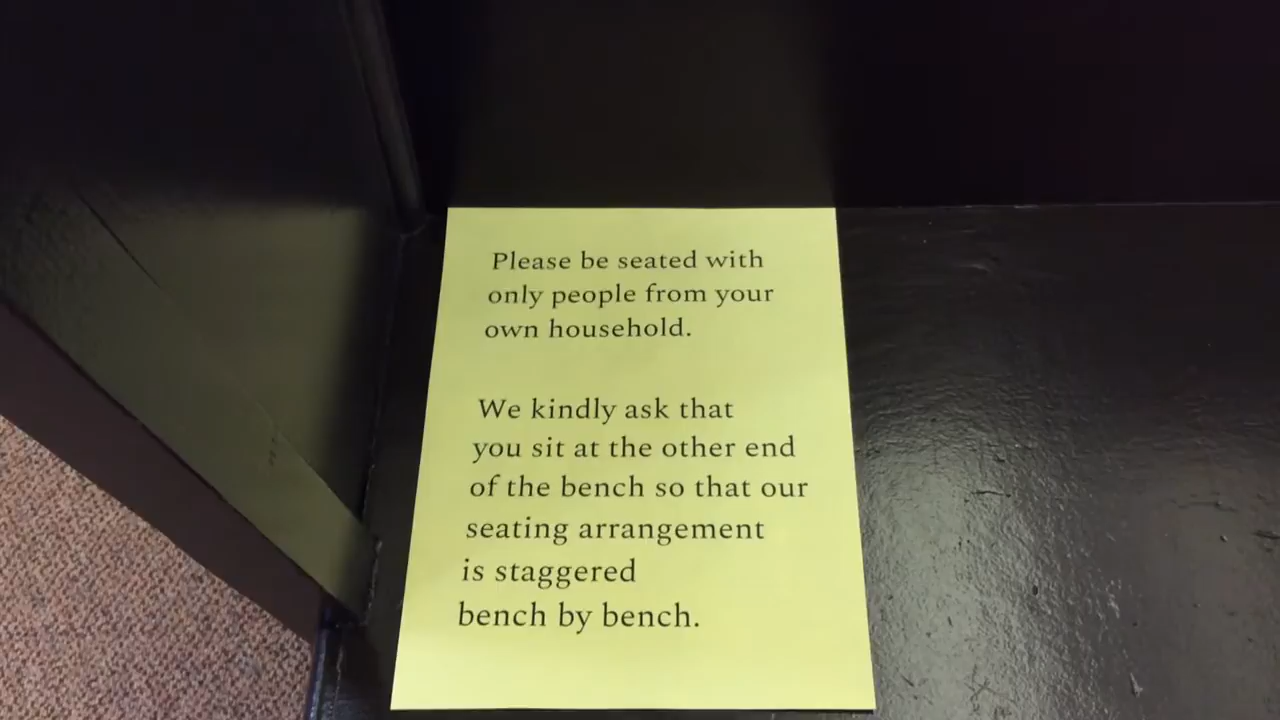 Please be seated with
only people from your
own household.
We kindly ask that
you sit at the other end
of the bench so that our
seating arrangement
is staggered
bench by bench.